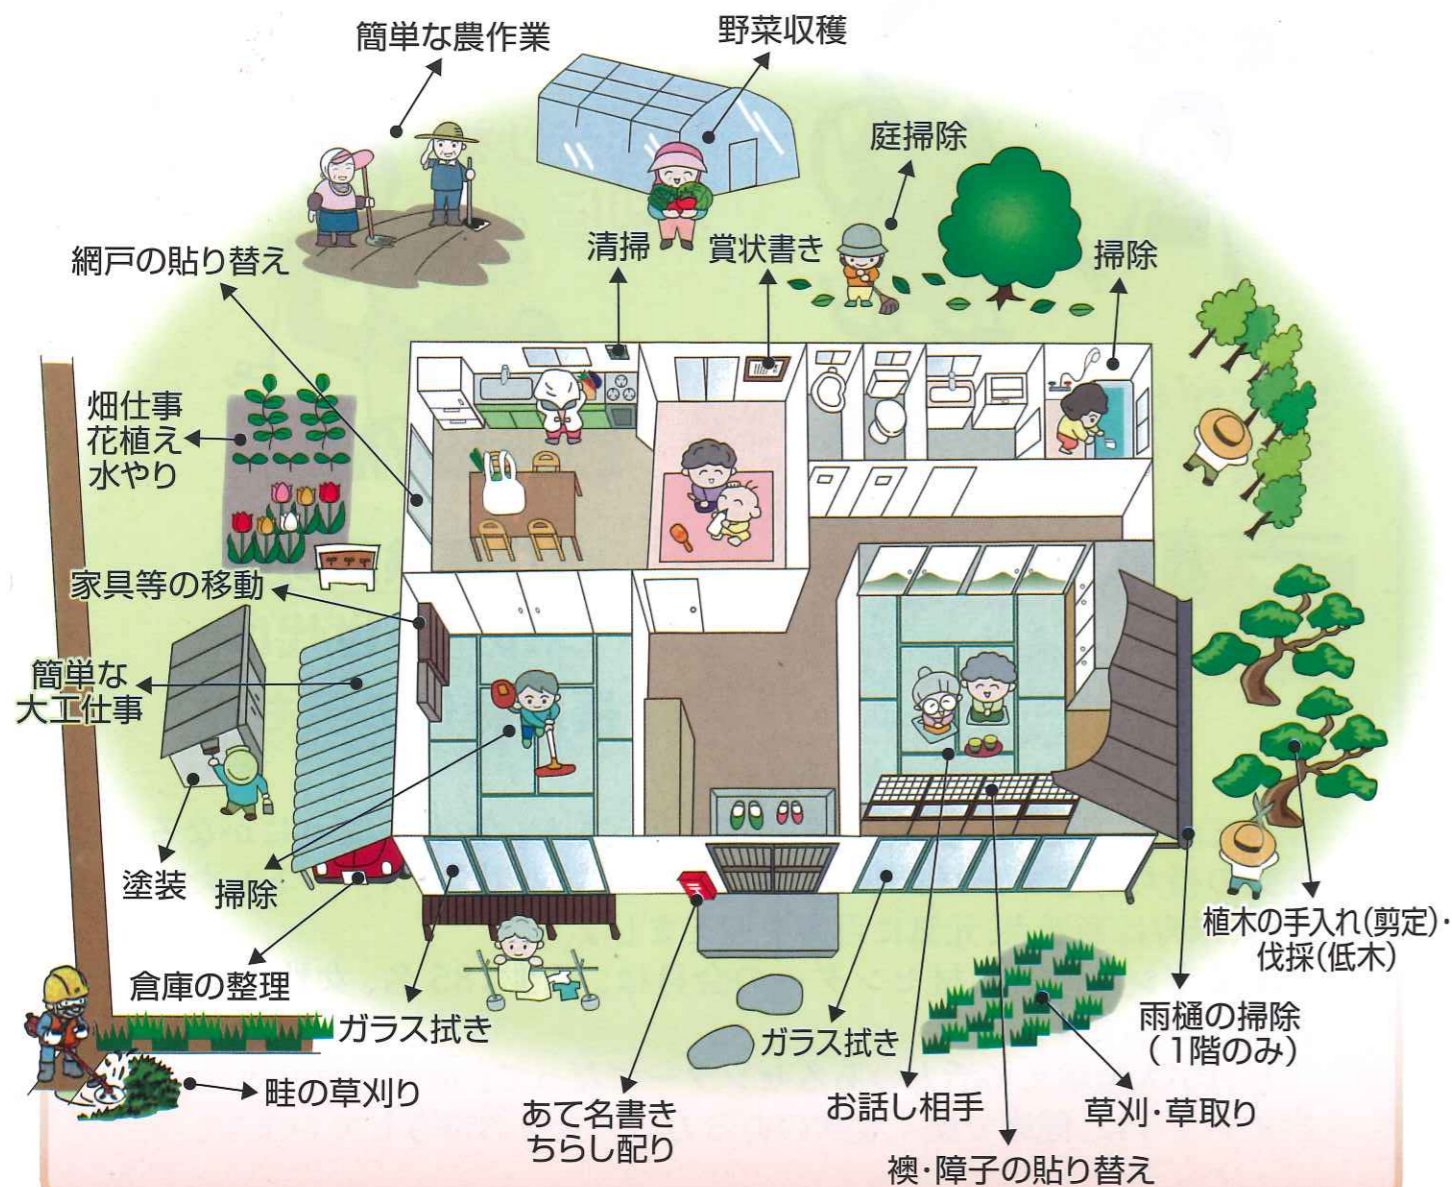 簡単な農作業
野菜収穫
庭掃除
網戸の貼り替え
清掃
賞状書き
掃除
畑仕事
花植え
水やり
家具等の移動
簡単な
大工仕事
塗装
掃除
倉庫の整理
ガラス拭き
ガラス拭き
植木の手入れ(剪定)・
伐採(低木)
雨樋の掃除
(1階のみ)
畦の草刈り
あて名書き
ちらし配り
お話し相手
草刈・草取り
襖・障子の貼り替え